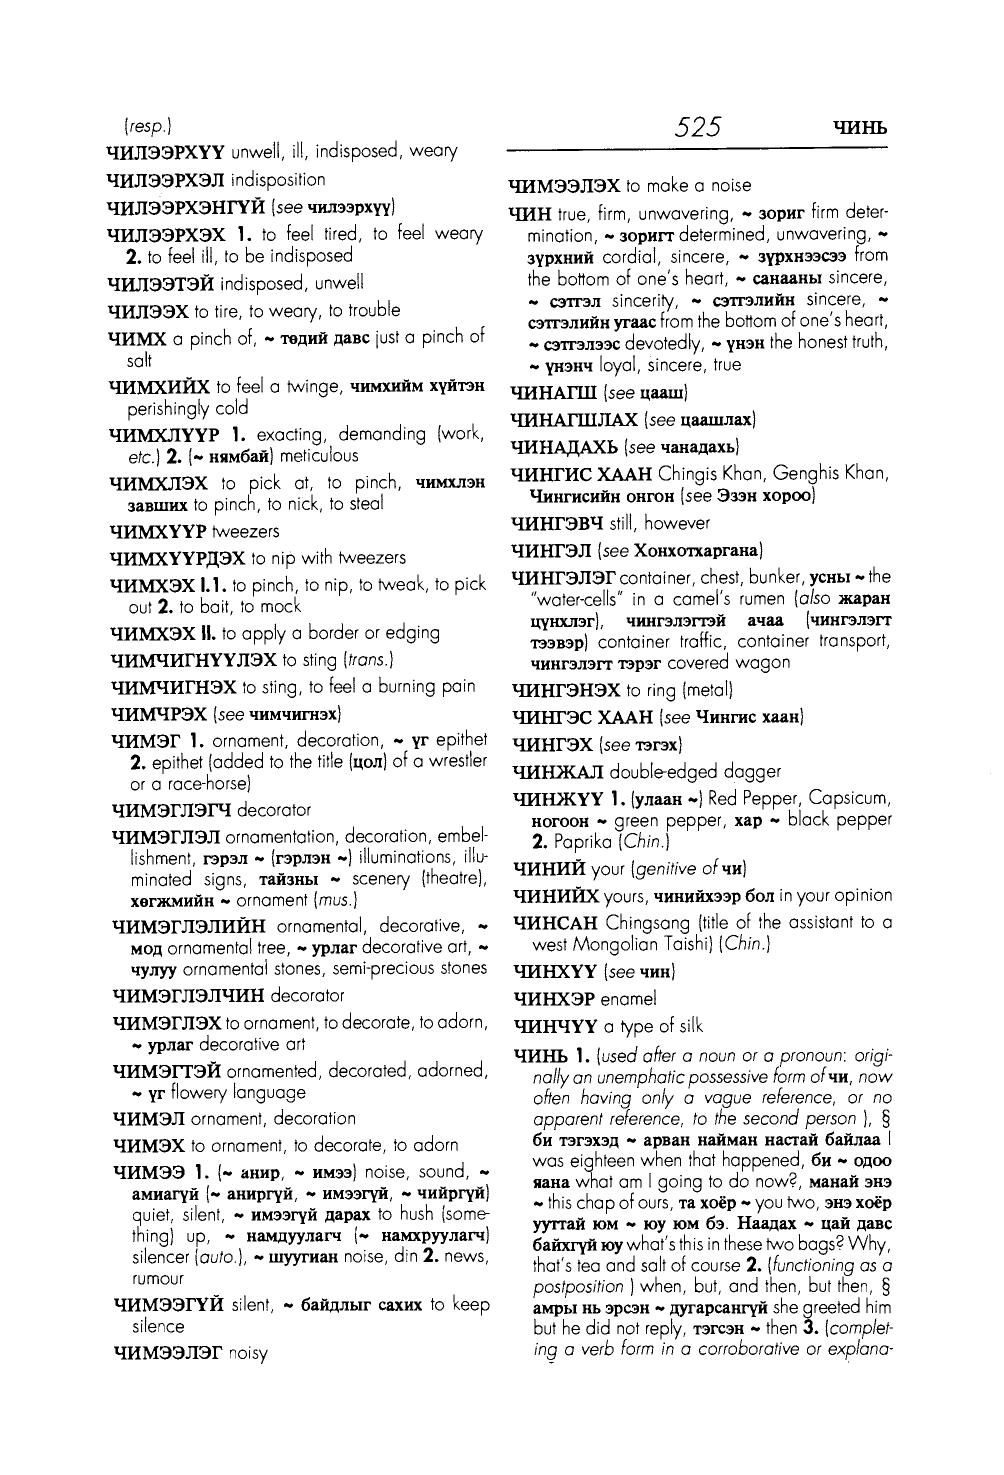 (resp.)
ЧИЛЭЭРХҮҮ unwell, ill, indisposed, weary
ЧИЛЭЭРХЭЛ indisposition
ЧИЛЭЭРХЭНГҮЙ (see чилээрхүү)
ЧИЛЭЭРХЭХ 1. to feel tired, to feel weary
2. to feel ill, to be indisposed
ЧИЛЭЭТЭЙ indisposed, unwell
ЧИЛЭЭХ to tire, to weary, to trouble
ЧИМХ a pinch of, ~ төдий давс just a pinch of
salt
ЧИМХИЙХ to feel a twinge, чимхийм хүйтэн
perishingly cold
ЧИМХЛҮҮР 1. exacting, demanding (work,
etc.) 2. (~ нямбай) meticulous
ЧИМХЛЭХ to pick at, to pinch, чимхлэн
завших to pinch, to nick, to steal
ЧИМХҮҮР tweezers
ЧИМХҮҮРДЭХ to nip with tweezers
ЧИМХЭХ I.1. to pinch, to nip, to tweak, to pick
out 2. to bait, to mock
ЧИМХЭХ II. to apply a border or edging
ЧИМЧИГНҮҮЛЭХ to sting (trans.)
ЧИМЧИГНЭХ to sting, to feel a burning pain
ЧИМЧРЭХ (see чимчигнэх)
ЧИМЭГ 1. ornament, decoration, ~ үг epithet
2. epithet (added to the title (цол) of a wrestler
or a race-horse)
ЧИМЭГЛЭГЧ decorator
ЧИМЭГЛЭЛ ornamentation, decoration, embel-
lishment, гэрэл ~ (гэрлэн ~) illuminations, illu-
minated signs, тайзны ~ scenery (theatre),
хөгжмийн ~ ornament (mus.)
ЧИМЭГЛЭЛИЙН ornamental, decorative, ~
мод ornamental tree, ~ урлаг decorative art, ~
чулуу ornamental stones, semi-precious stones
ЧИМЭГЛЭЛЧИН decorator
ЧИМЭГЛЭХ to ornament, to decorate, to adorn,
~ урлаг decorative art
ЧИМЭГТЭЙ ornamented, decorated, adorned,
~ үг flowery language
ЧИМЭЛ ornament, decoration
ЧИМЭХ to ornament, to decorate, to adorn
ЧИМЭЭ 1. (~ анир, ~ имээ) noise, sound, ~
амиагүй (~ аниргүй, ~ имээгүй, ~ чийргүй)
quiet, silent, ~ имээгүй дарах to hush (some-
thing) up, ~ намдуулагч (~ намхруулагч)
silencer (auto.), ~ шуугиан noise, din 2. news,
rumour
ЧИМЭЭГҮЙ silent, ~ байдлыг сахих to keep
silence
ЧИМЭЭЛЭГ noisy
525 ЧИНЬ
ЧИМЭЭЛЭХ to make a noise
ЧИН true, firm, unwavering, ~ зориг firm deter-
mination, ~ зоригт determined, unwavering, ~
зүрхний cordial, sincere, ~ зүрхнээсээ from
the bottom of one's heart, ~ санааны sincere,
~ сэтгэл sincerity, ~ сэтгэлийн sincere, ~
сэтгэлийн угаас from the bottom of one's heart,
~ сэтгэлээс devotedly, ~ үнэн the honest truth,
~ үнэнч loyal, sincere, true
ЧИНАГШ (see цааш)
ЧИНАГШЛАХ (see цаашлах)
ЧИНАДАХЬ (see чанадахь)
ЧИНГИС ХААН Chingis Khan, Genghis Khan,
Чингисийн онгон (see Эзэн хороо)
ЧИНГЭВЧ still, however
ЧИНГЭЛ (see Хонхотхаргана)
ЧИНГЭЛЭГ container, chest, bunker, усны ~ the
"water-cells" in a camel's rumen (also жаран
цүнхлэг), чингэлэгтэй ачаа (чингэлэгт
тээвэр) container traffic, container transport,
чингэлэгт тэрэг covered wagon
ЧИНГЭНЭХ to ring (metal)
ЧИНГЭС ХААН (see Чингис хаан)
ЧИНГЭХ (see тэгэх)
ЧИНЖАЛ double-edged dagger
ЧИНЖҮҮ 1. (улаан ~) Red Pepper, Capsicum,
ногоон ~ green pepper, хар ~ black pepper
2. Paprika (Chin.)
ЧИНИЙ your (genitive of чи)
ЧИНИЙХ yours, чинийхээр бол in your opinion
ЧИНСАН Chingsang (title of the assistant to a
west Mongolian Taishi) (Chin.)
ЧИНХҮҮ (see чин)
ЧИНХЭР enamel
ЧИНЧҮҮ a type of silk
ЧИНЬ 1. (used after a noun or a pronoun: origi-
nally an unemphatic possessive form of чи, now
often having only a vague reference, or no
apparent reference, to the second person ), §
би тэгэхэд ~ арван найман настай байлаа I
was eighteen when that happened, би ~ одоо
яана what am I going to do now?, манай энэ
~ this chap of ours, та хоёр ~ you two, энэ хоёр
ууттай юм ~ юу юм бэ. Наадах ~ цай давс
байхгүй юу what's this in these two bags? Why,
that's tea and salt of course 2. (functioning as a
postposition ) when, but, and then, but then, §
амры нь эрсэн ~ дугарсангүй she greeted him
but he did not reply, тэгсэн ~ then 3. (complet-
ing a verb form in a corroborative or explana-